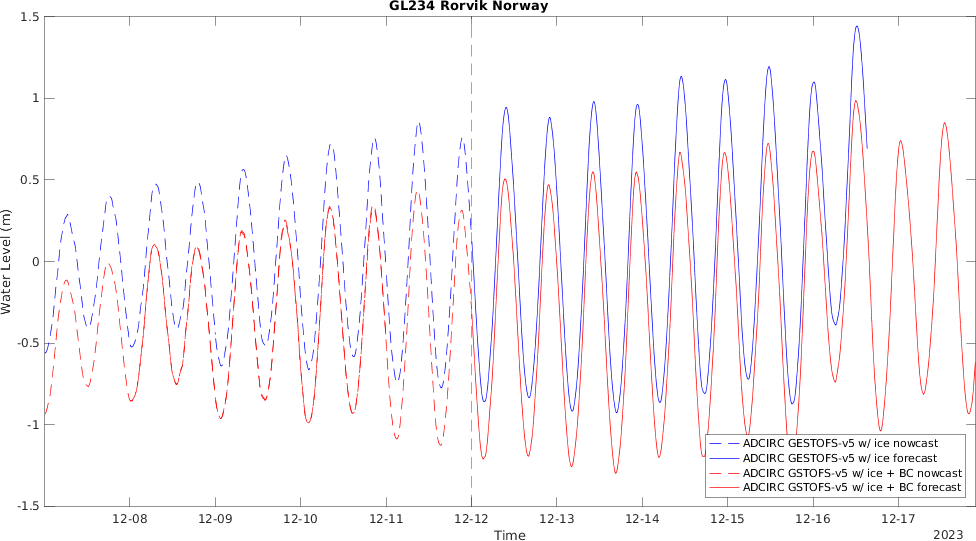 GL234 Rorvik Norway
1.5
1
0.5
0
-0.5
-1
-1.5
Water Level (m)
ADCIRC GESTOFS-v5 w/ ice nowcast
ADCIRC GESTOFS-v5 w/ ice forecast
ADCIRC GSTOFS-v5 w/ ice + BC nowcast
ADCIRC GSTOFS-v5 w/ ice + BC forecast
12-08 12-09 12-10 12-11 12-12 12-13 12-14 12-15 12-16 12-17
Time
2023